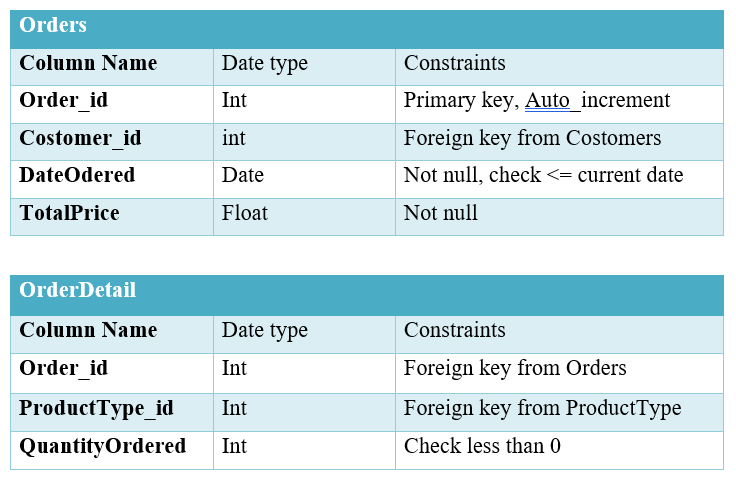 Orders
Column Name Date type Constraints
Order_id Int Primary key, Auto_increment
Costomer_id int Foreign key from Costomers
DateOdered Date Not null, check <= current date
TotalPrice Float Not null
OrderDetail
Column Name Date type Constraints
Order_id Int Foreign key from Orders
ProductType_id Int Foreign key from ProductType
QuantityOrdered Int Check less than 0